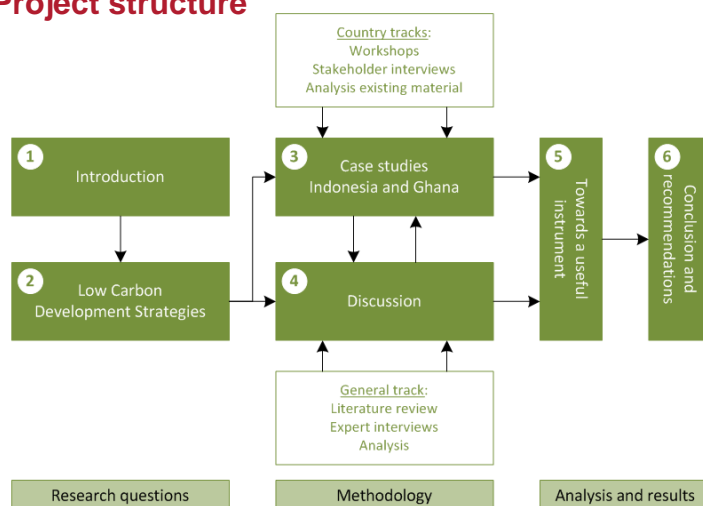 Project structure
Country tracks:
Workshops
Stakeholder interviews
Analysis existing material
1
Introduction
2
Low Carbon
Development Strategies
3
Case studies
Indonesia and Ghana
4
Discussion
5
Towards a useful
instrument
6
Conclusion and
recommendations
General track:
Literature review
Expert interviews
Analysis
Research questions
Methodology
Analysis and results